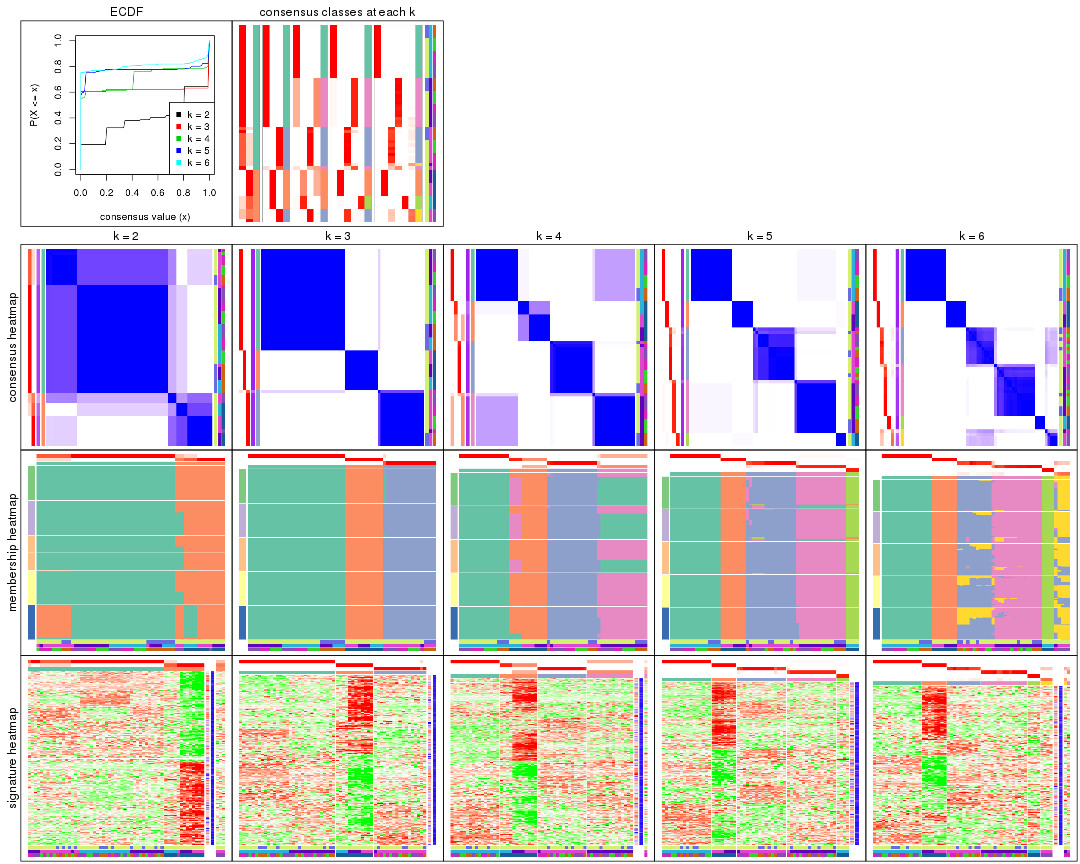 ECDF
consensus classes at each k
P(X <= x)
0.0 0.2 0.4 0.6 0.8 1.0
k = 2
k = 3
k = 4
k = 5
k = 6
0.0 0.2 0.4 0.6 0.8 1.0
consensus value (x)
k = 2
k = 3
k = 4
k = 5
k = 6
consensus heatmap
membership heatmap
signature heatmap